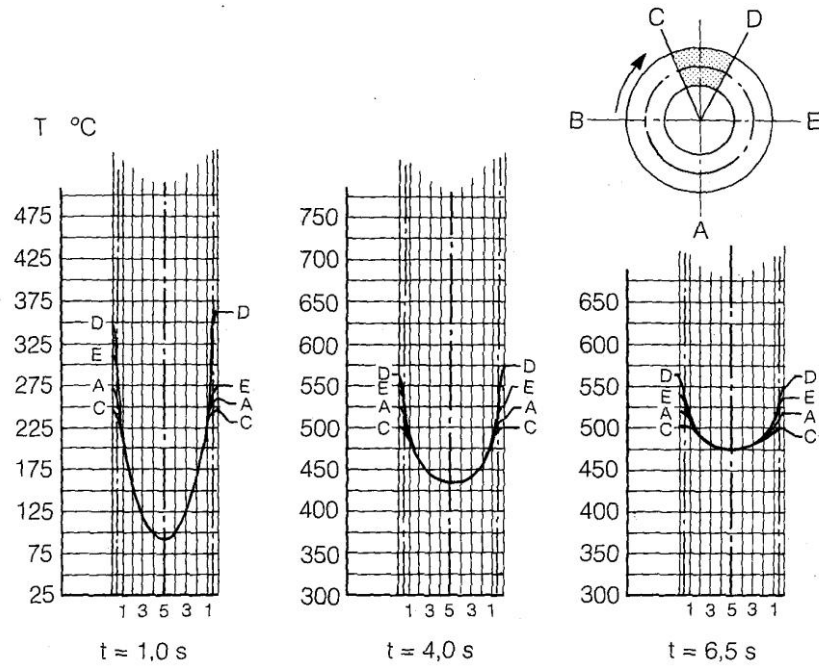 C D
B E
A
T °C
475
425
375
325
275
225
175
125
75
25
D
E
A
C
D
E
A
C
1 3 5 3 1
t = 1,0 s
750
700
650
600
550
500
450
400
350
300
D
E
A
C
D
E
A
C
1 3 5 3 1
t = 4,0 s
650
600
550
500
450
400
350
300
D
E
A
C
D
E
A
C
1 3 5 3 1
t = 6,5 s